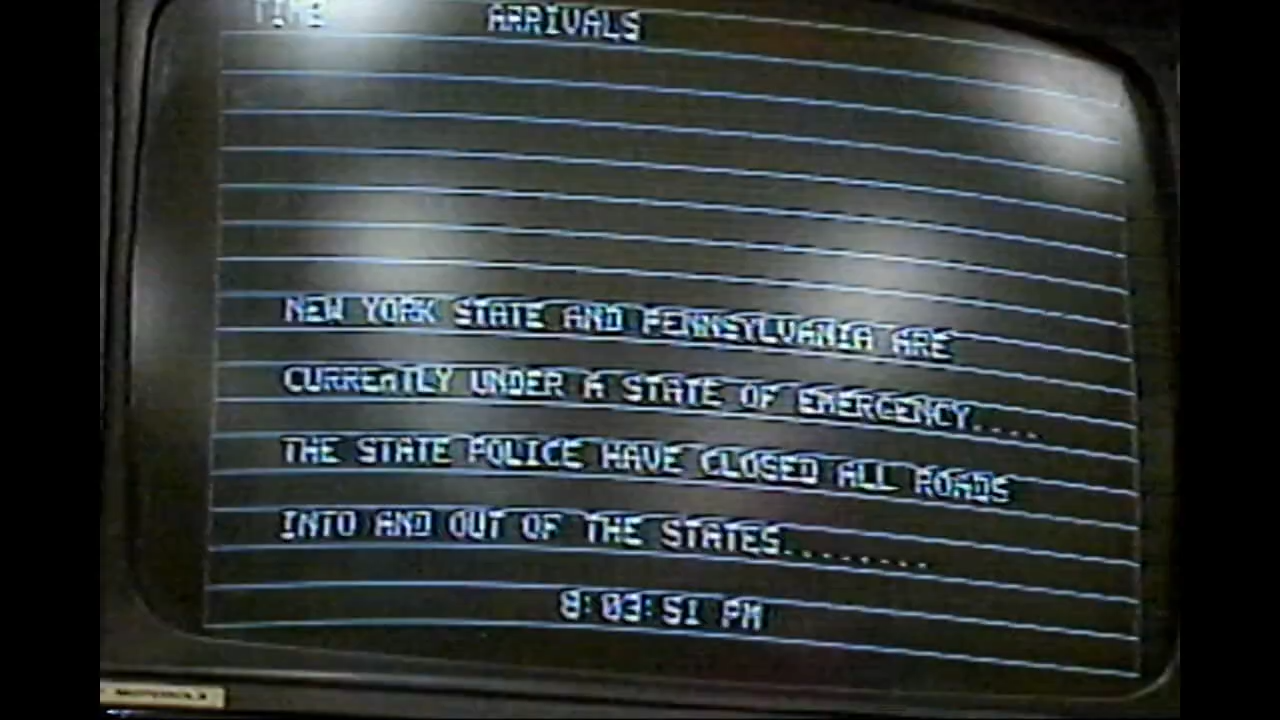 TIME ARRIVALS
NEW YORK STATE AND PENNSYLVANIA ARE
CURRENTLY UNDER A STATE OF EMERGENCY....
THE STATE POLICE HAVE CLOSED ALL ROADS
INTO AND OUT OF THE STATES.........
8:03:51 PM